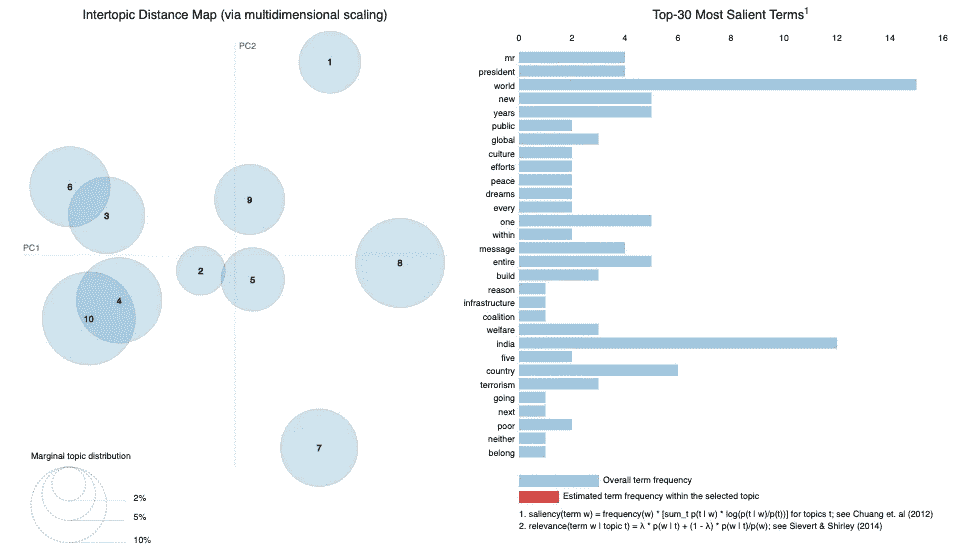 Intertopic Distance Map (via multidimensional scaling)
PC2
PC1
1
6
3
9
2
5
8
4
10
7
Marginal topic distribution
2%
5%
10%
Top-30 Most Salient Terms1
0 2 4 6 8 10 12 14 16
mr
president
world
new
years
public
global
culture
efforts
peace
dreams
every
one
within
message
entire
build
reason
infrastructure
coalition
welfare
india
five
country
terrorism
going
next
poor
neither
belong
Overall term frequency
Estimated term frequency within the selected topic
1. saliency(term w) = frequency(w) * [sum_t p(t | w) * log(p(t | w)/p(t))] for topics t; see Chuang et. al (2012)
2. relevance(term w | topic t) = λ * p(w | t) + (1 - λ) * p(w | t)/p(w); see Sievert & Shirley (2014)